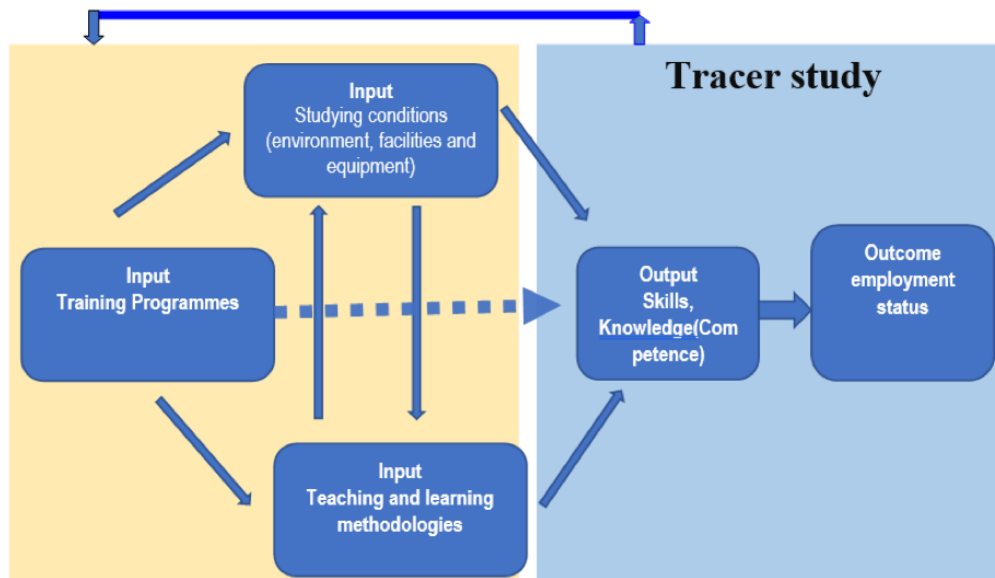 Tracer study
Input
Studying conditions
(environment, facilities and
equipment)
Input
Training Programmes
Output
Skills,
Knowledge(Com
petence)
Outcome
employment
status
Input
Teaching and learning
methodologies